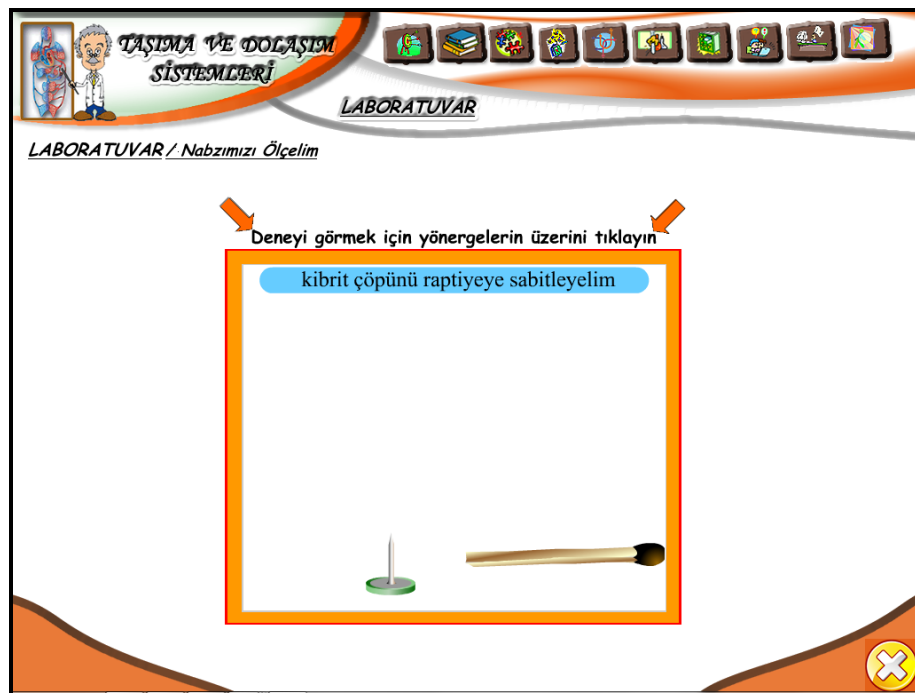 TAŞIMA VE DOLAŞIM
SİSTEMLERİ
LABORATUVAR
LABORATUVAR / Nabzımızı Ölçelim
Deneyi görmek için yönergelerin üzerini tıklayın
kibrit çöpünü raptiyeye sabitleyelim